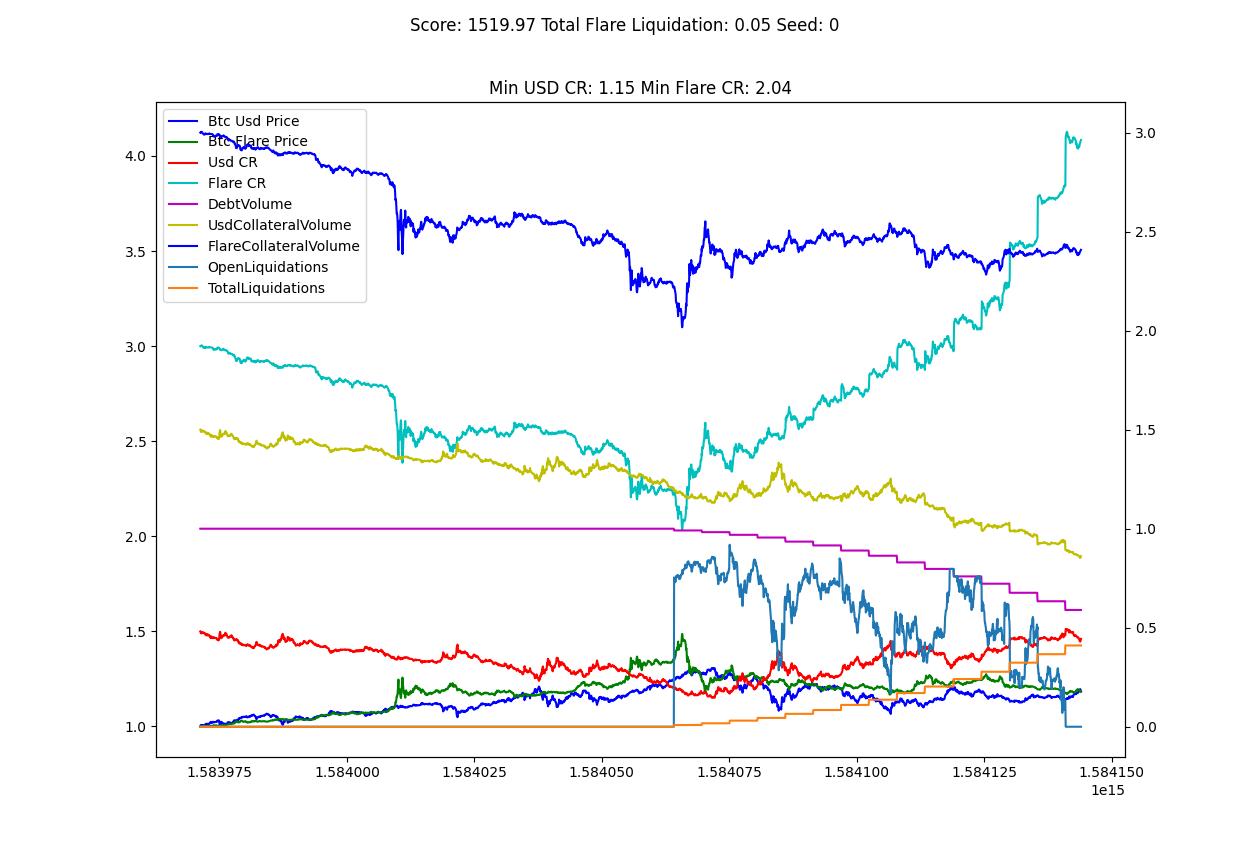 Score: 1519.97 Total Flare Liquidation: 0.05 Seed: 0
Min USD CR: 1.15 Min Flare CR: 2.04
Btc Usd Price
Btc Flare Price
Usd CR
Flare CR
DebtVolume
UsdCollateralVolume
FlareCollateralVolume
OpenLiquidations
TotalLiquidations
4.0
3.5
3.0
2.5
2.0
1.5
1.0
3.0
2.5
2.0
1.5
1.0
0.5
0.0
1.583975 1.584000 1.584025 1.584050 1.584075 1.584100 1.584125 1.584150
1e15